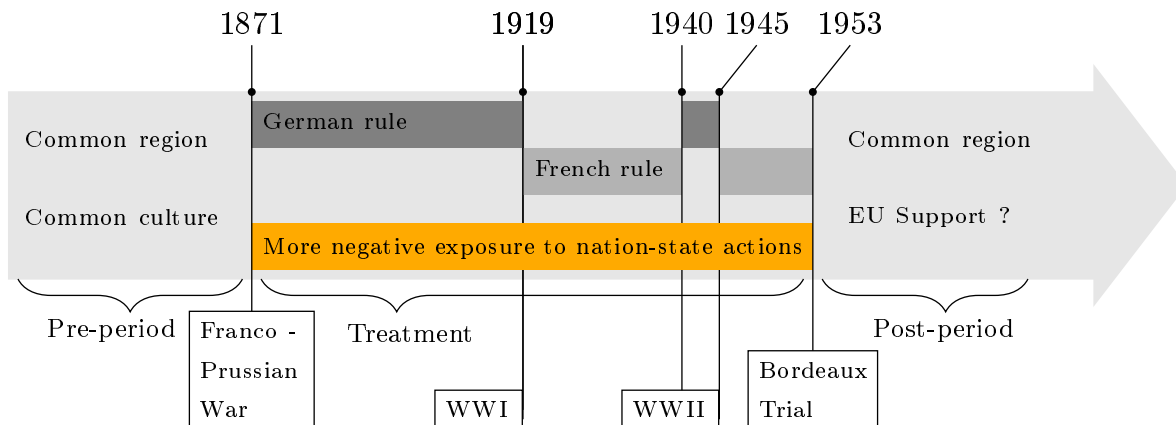 1871 1919 1940 1945 1953
German rule
Common region
Common region
French rule
Common culture
EU Support ?
More negative exposure to nation-state actions
Pre-period
Treatment
Post-period
Franco -
Prussian
War
WWI
WWII
Bordeaux
Trial